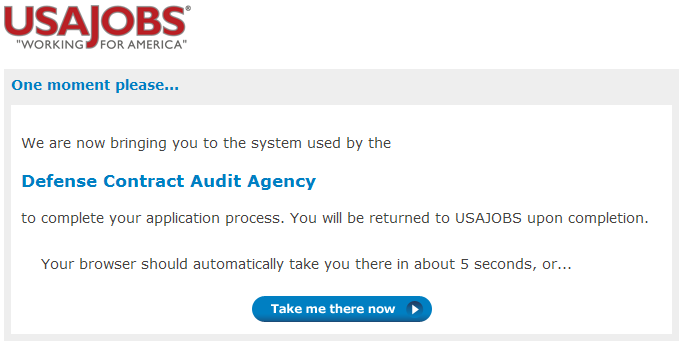 USAJOBS®
"WORKING FOR AMERICA"
One moment please...
We are now bringing you to the system used by the
Defense Contract Audit Agency
to complete your application process. You will be returned to USAJOBS upon completion.
Your browser should automatically take you there in about 5 seconds, or...
Take me there now